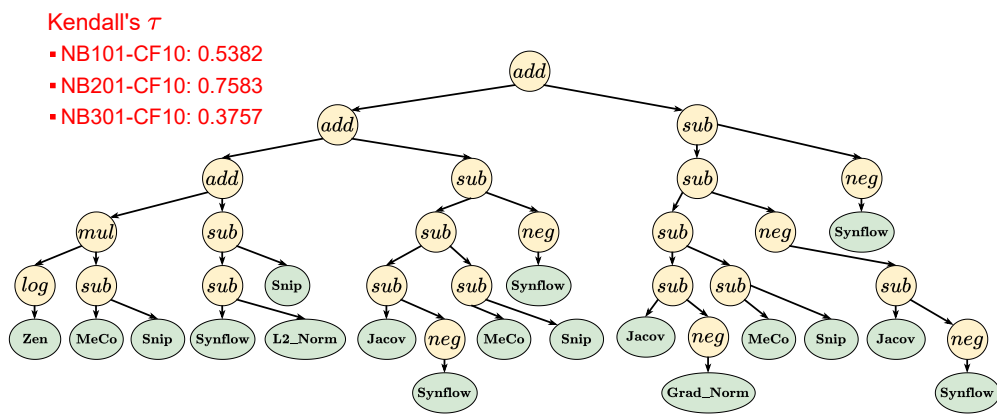 Kendall's τ
▪ NB101-CF10: 0.5382
▪ NB201-CF10: 0.7583
▪ NB301-CF10: 0.3757
add
add
sub
add
sub
sub
neg
mul
sub
sub
neg
sub
neg
Synflow
log
sub
sub
Snip
sub
sub
Synflow
sub
sub
sub
Zen
MeCo
Snip
Synflow
L2_Norm
Jacov
neg
MeCo
Snip
Jacov
neg
MeCo
Snip
Jacov
neg
Synflow
Grad_Norm
Synflow